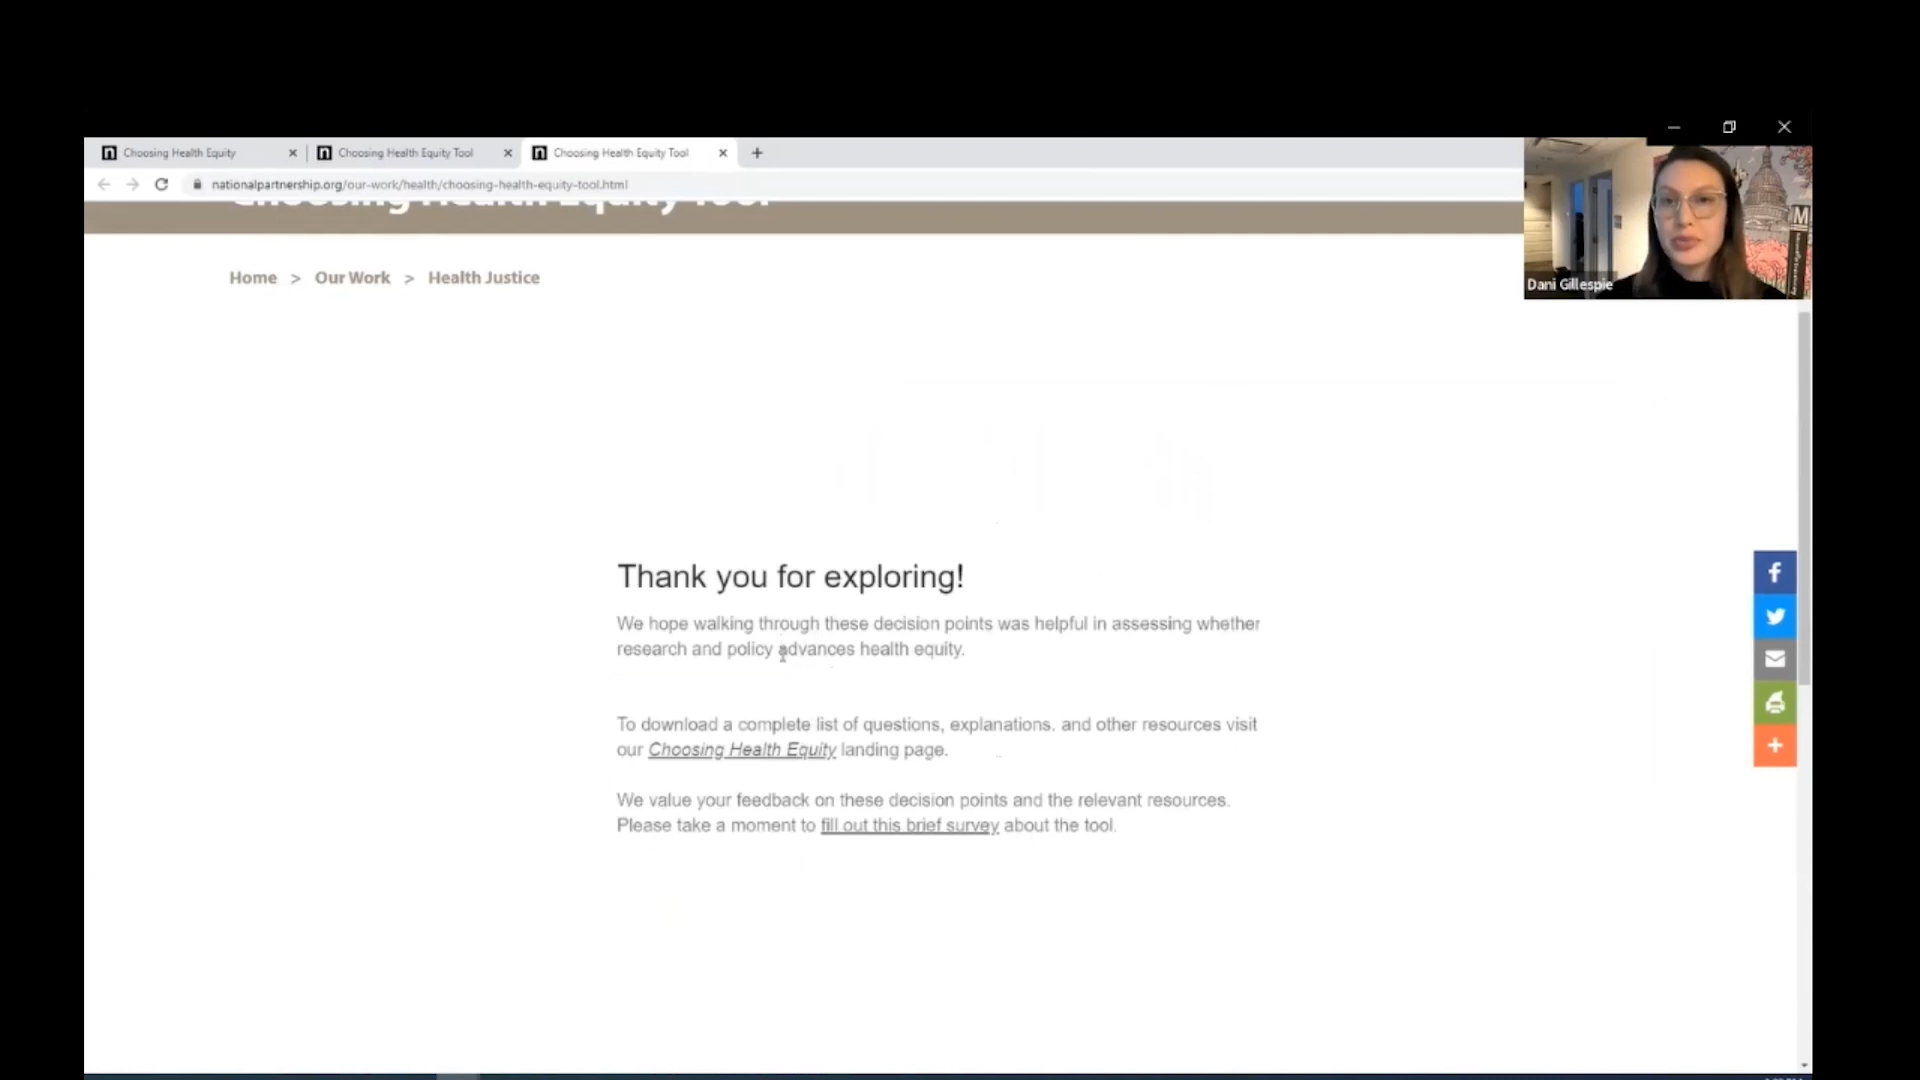 Choosing Health Equity
Choosing Health Equity Tool
Choosing Health Equity Tool
nationalpartnership.org/our-work/health/choosing-health-equity-tool.html
Choosing Health Equity Tool
Dani Gillespie
M
Home > Our Work > Health Justice
Thank you for exploring!
We hope walking through these decision points was helpful in assessing whether
research and policy advances health equity.
To download a complete list of questions, explanations. and other resources visit
our Choosing Health Equity landing page.
We value your feedback on these decision points and the relevant resources.
Please take a moment to fill out this brief survey about the tool.